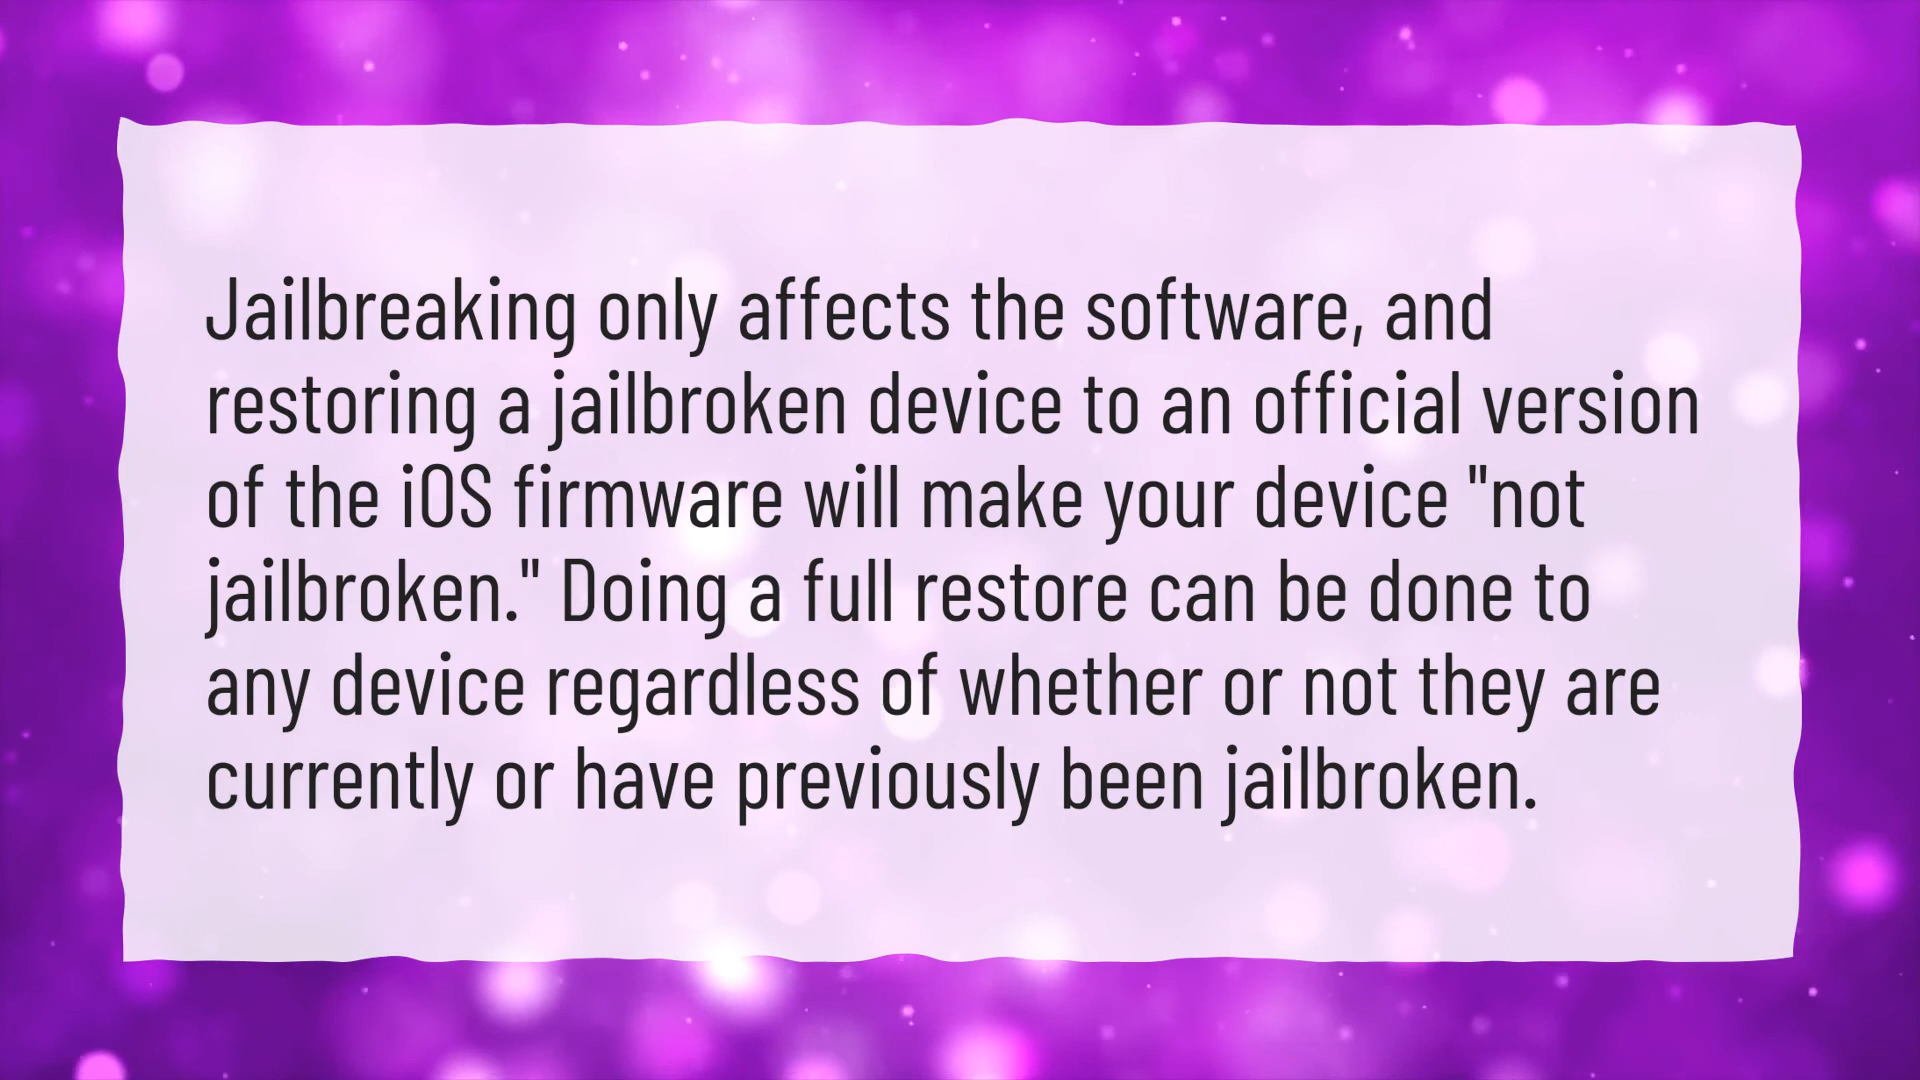 Jailbreaking only affects the software, and
restoring a jailbroken device to an official version
of the iOS firmware will make your device "not
jailbroken." Doing a full restore can be done to
any device regardless of whether or not they are
currently or have previously been jailbroken.